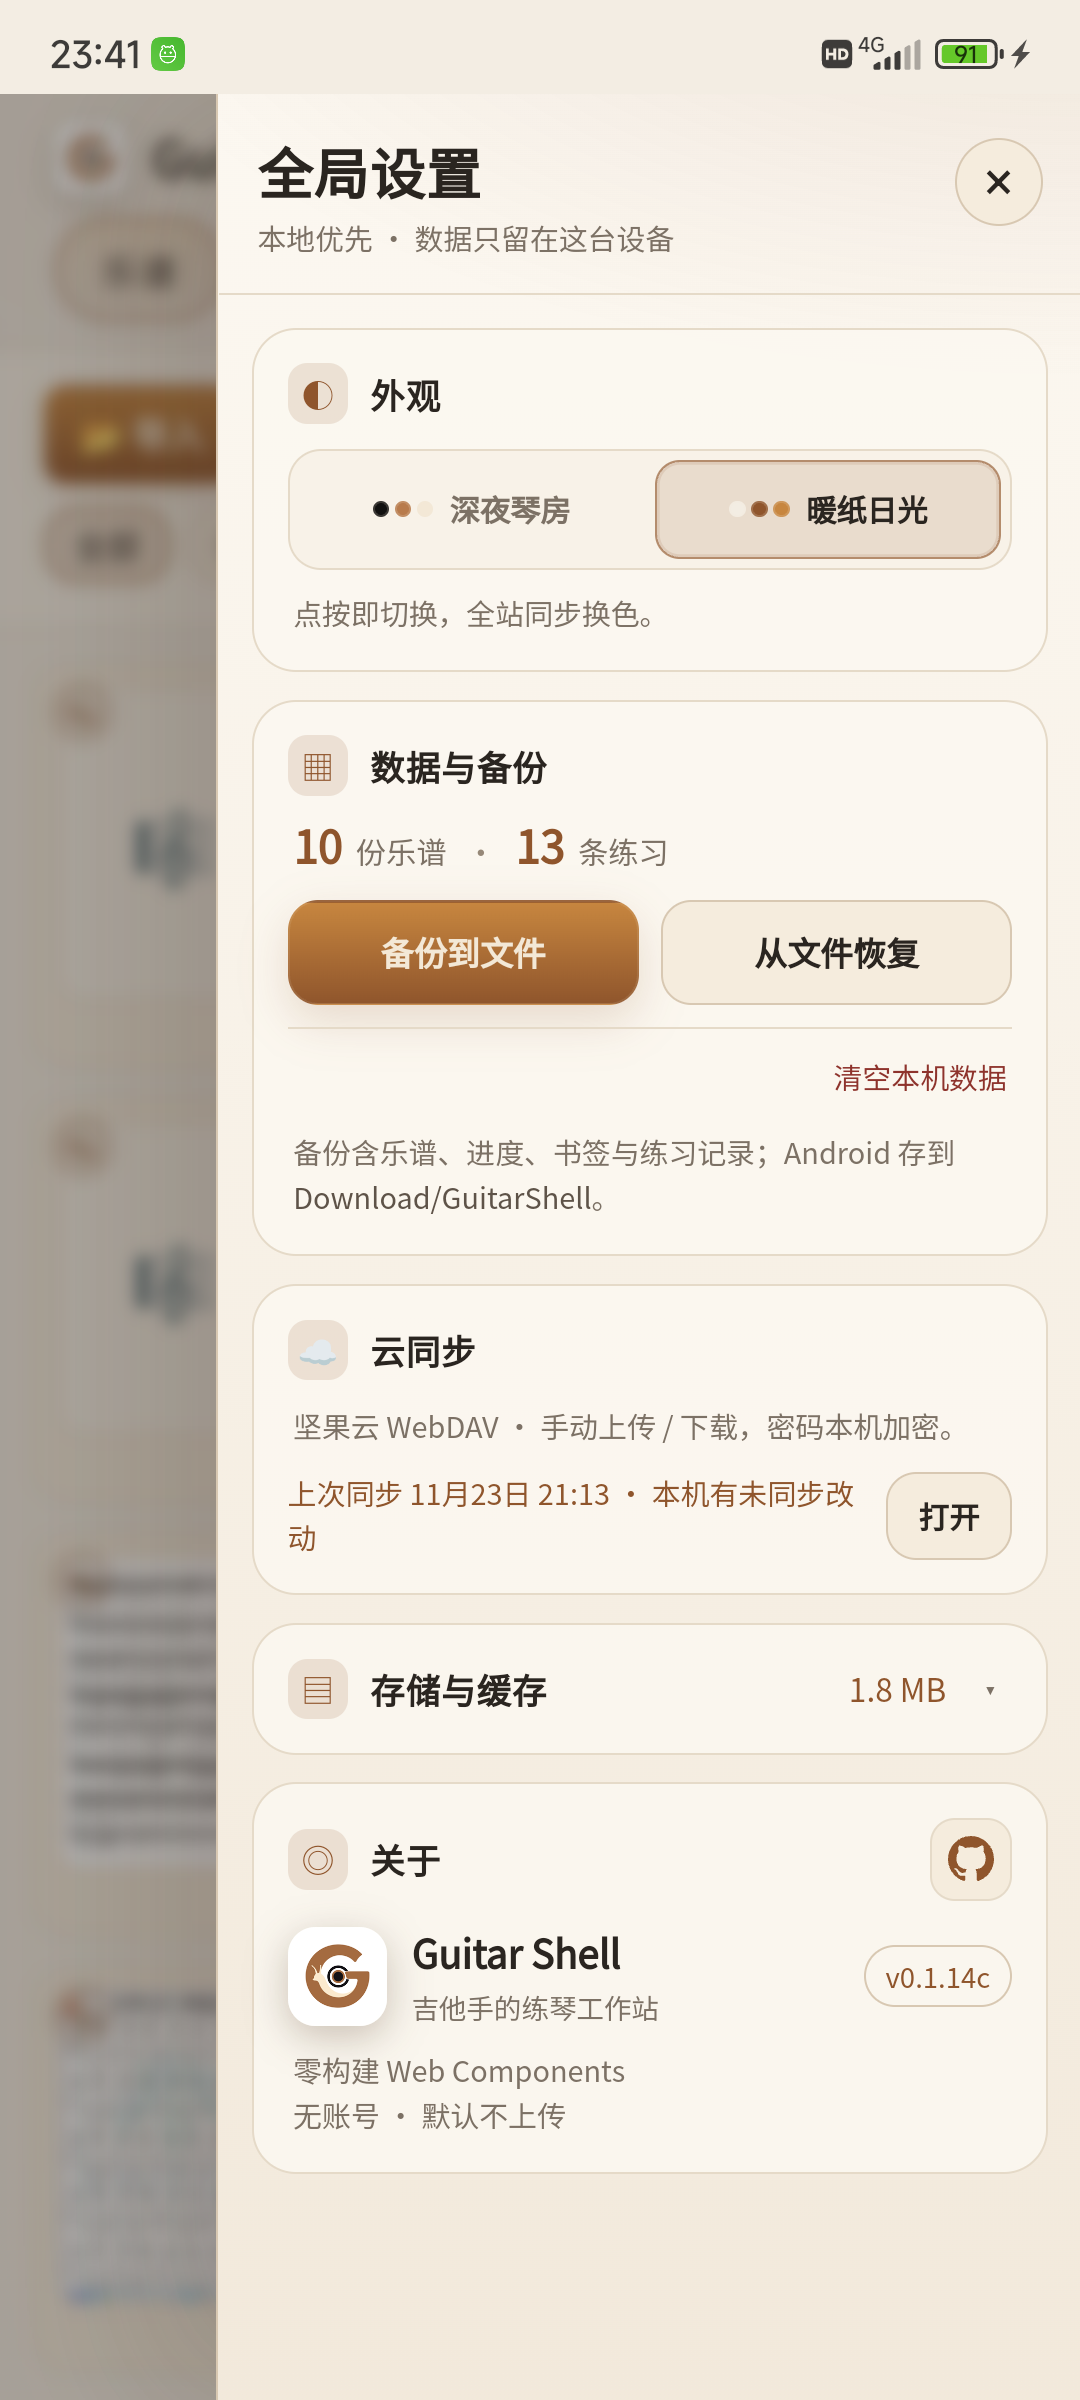 23:41
HD 4G 91
全局设置
本地优先 · 数据只留在这台设备
外观
深夜琴房 暖纸日光
点按即切换，全站同步换色。
数据与备份
10 份乐谱 · 13 条练习
备份到文件 从文件恢复
清空本机数据
备份含乐谱、进度、书签与练习记录；Android 存到
Download/GuitarShell。
云同步
坚果云 WebDAV · 手动上传 / 下载，密码本机加密。
上次同步 11月23日 21:13 · 本机有未同步改
动
打开
存储与缓存 1.8 MB
关于
Guitar Shell
吉他手的练琴工作站
v0.1.14c
零构建 Web Components
无账号 · 默认不上传